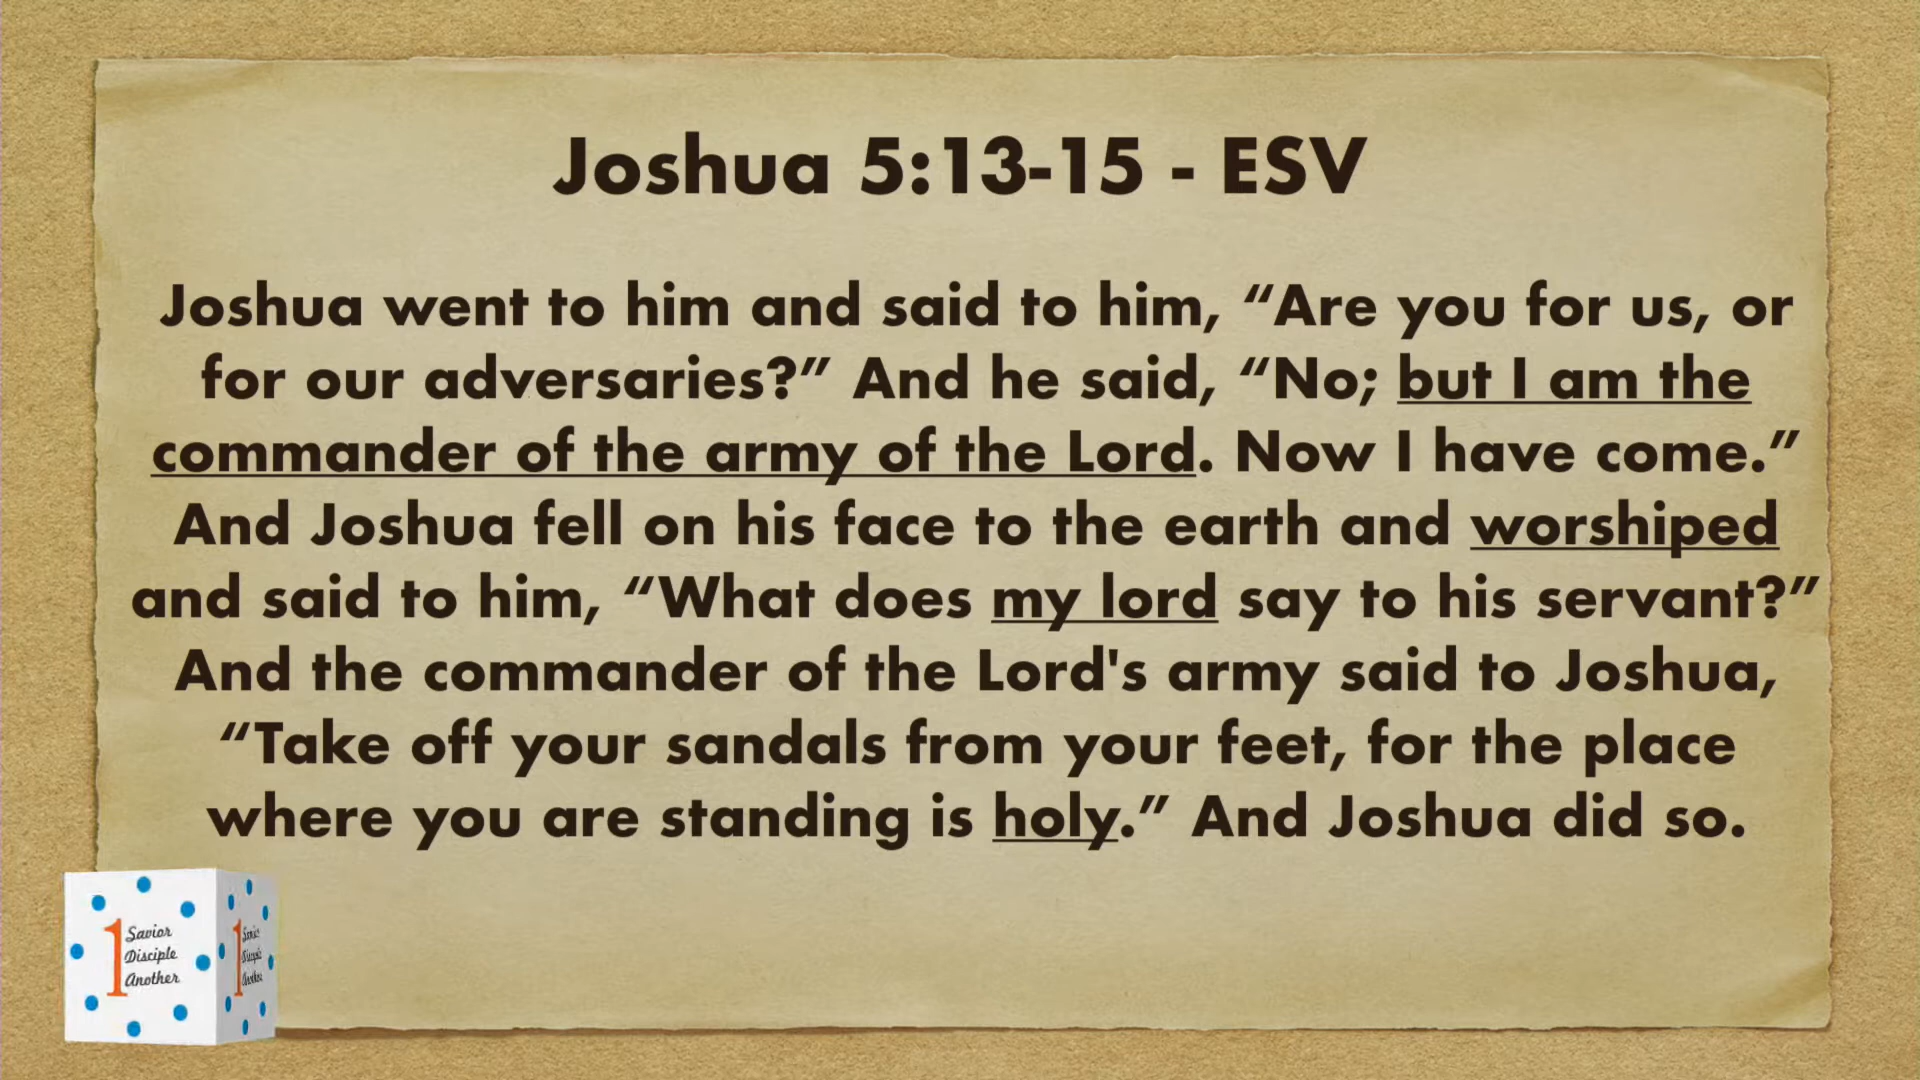 Joshua 5:13-15 - ESV
Joshua went to him and said to him, “Are you for us, or
for our adversaries?” And he said, “No; but I am the
commander of the army of the Lord. Now I have come.”
And Joshua fell on his face to the earth and worshiped
and said to him, “What does my lord say to his servant?”
And the commander of the Lord's army said to Joshua,
“Take off your sandals from your feet, for the place
where you are standing is holy.” And Joshua did so.
1 Savior
Disciple
Another
1